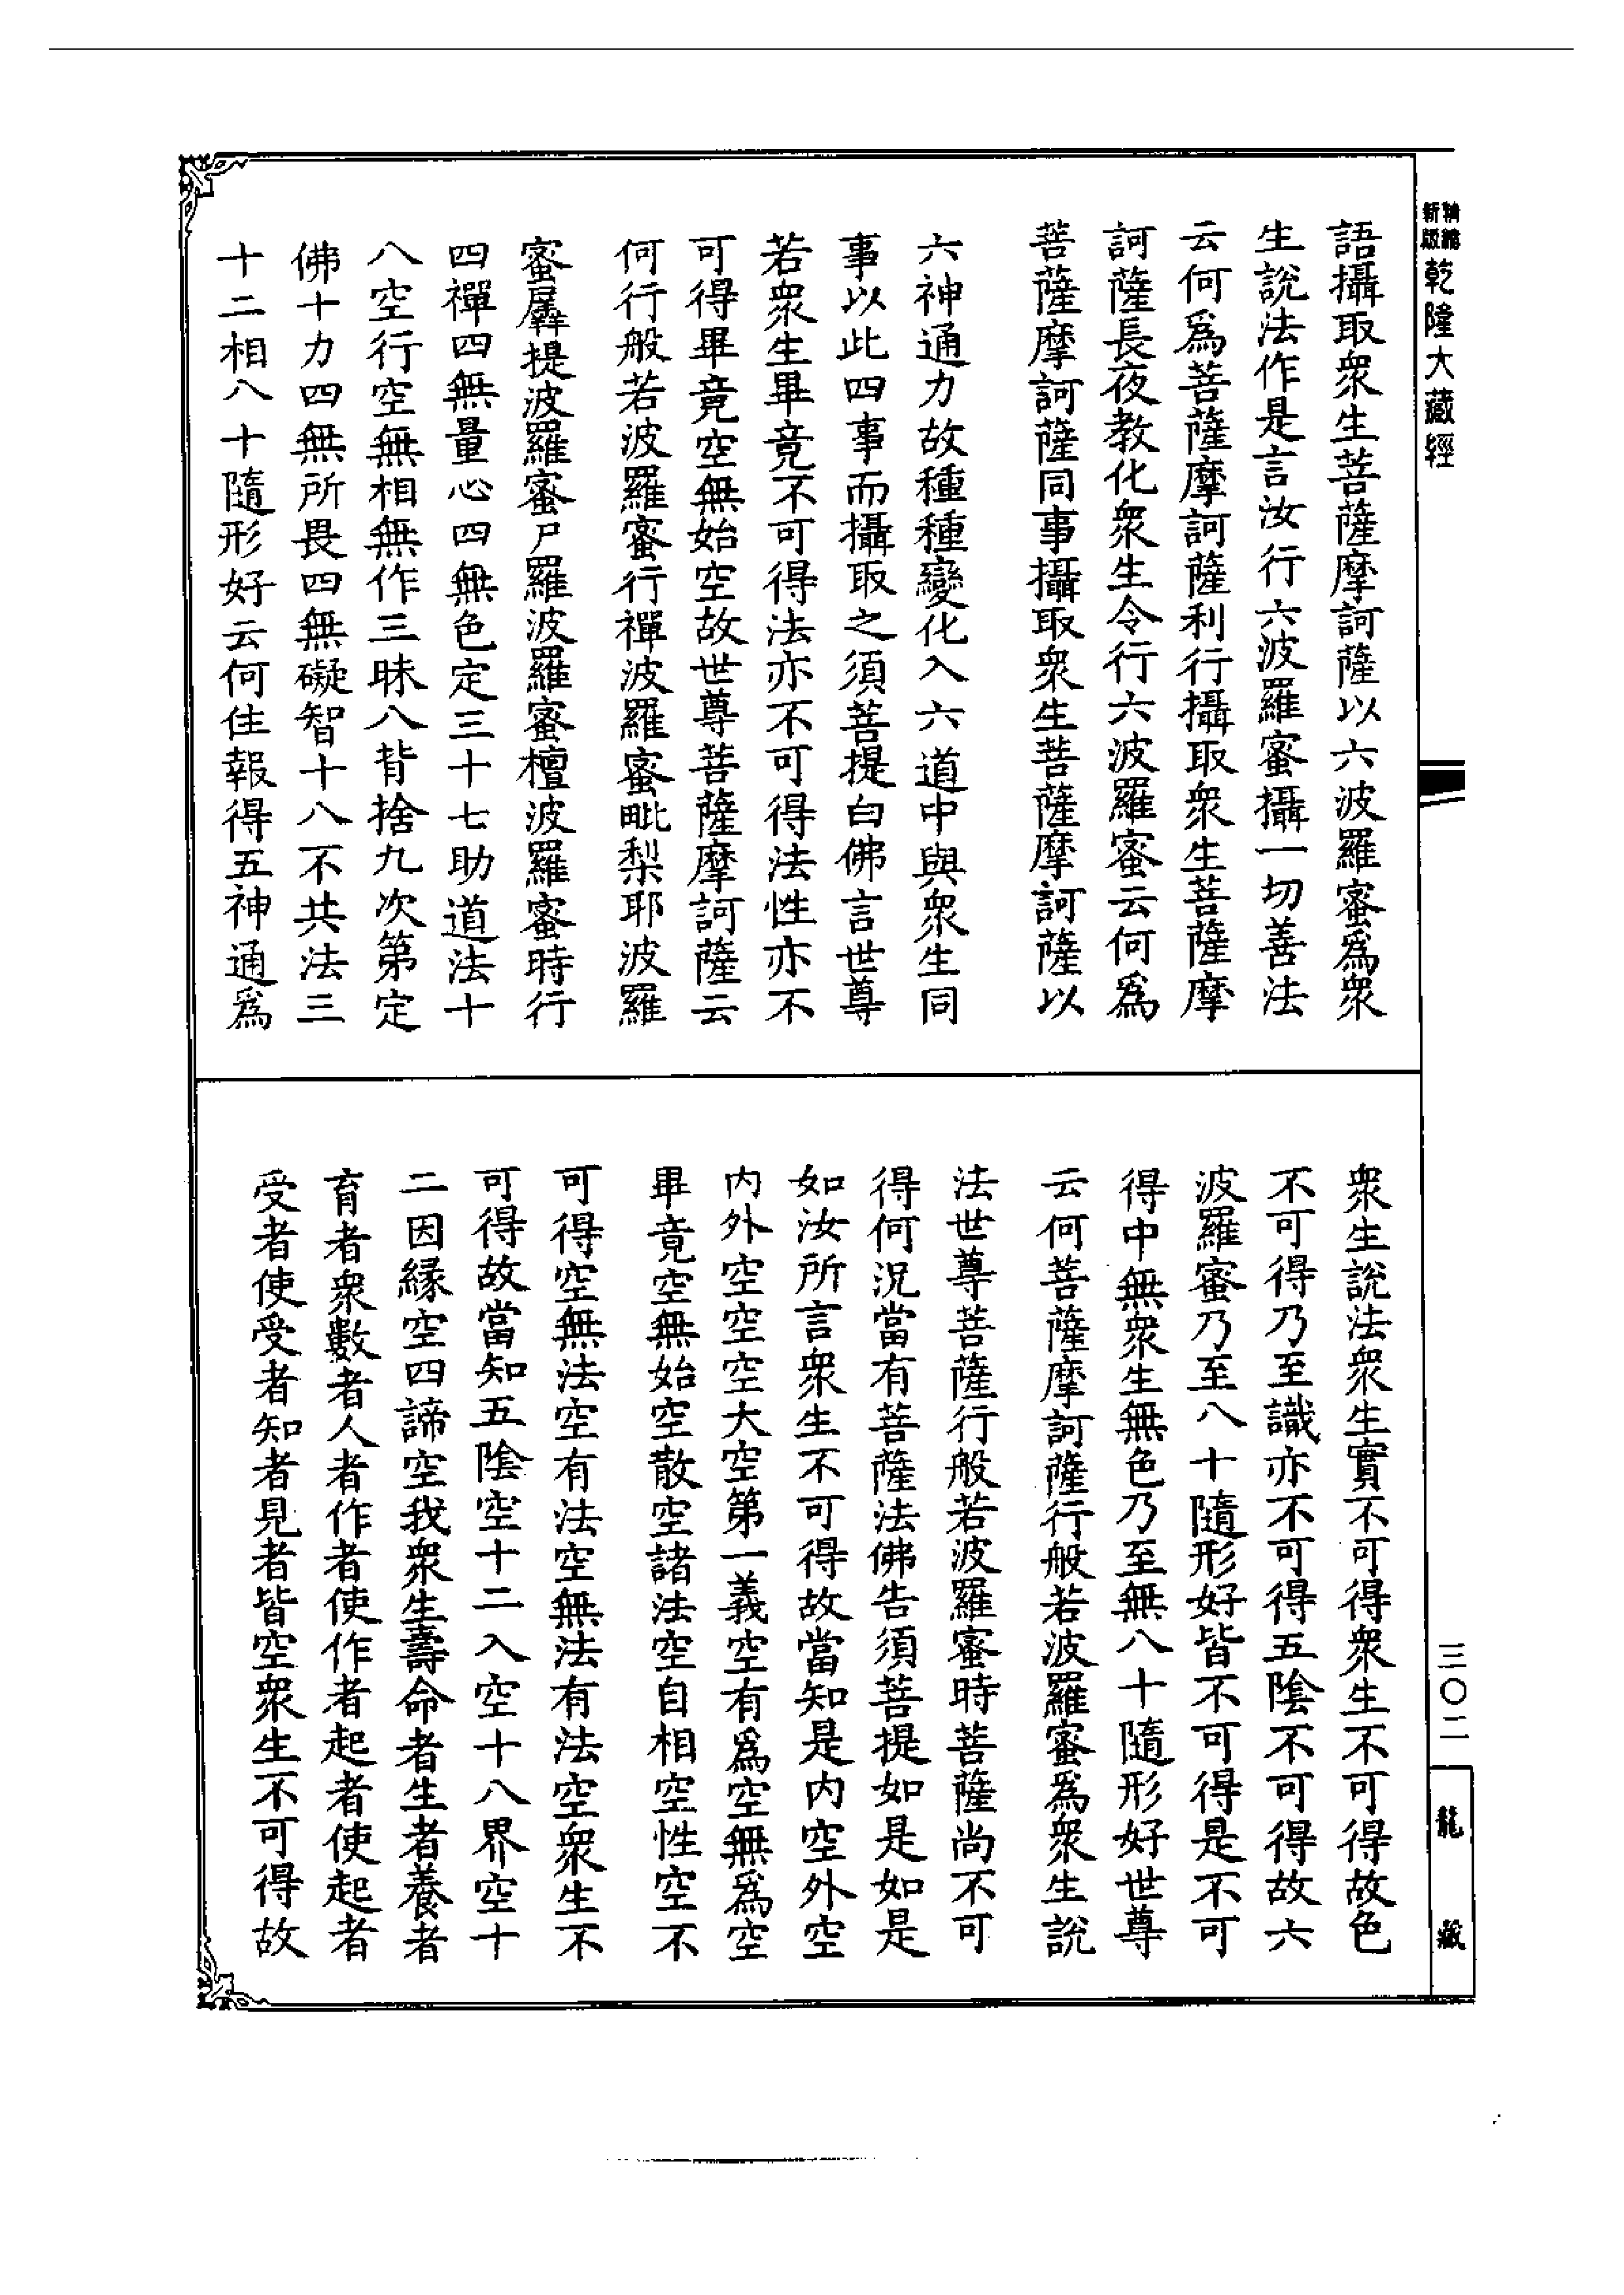 新縮
版編
乾隆大藏經
語攝取衆生菩薩摩訶薩以六波羅蜜爲衆
生說法作是言汝行六波羅蜜攝一切善法
云何爲菩薩摩訶薩利行攝取衆生菩薩摩
訶薩長夜教化衆生令行六波羅蜜云何爲
菩薩摩訶薩同事攝取衆生菩薩摩訶薩以
六神通力故種種變化入六道中與衆生同
事以此四事而攝取之須菩提白佛言世尊
若衆生畢竟不可得法亦不可得法性亦不
可得畢竟空無始空故世尊菩薩摩訶薩云
何行般若波羅蜜行禪波羅蜜毗梨耶波羅
蜜羼提波羅蜜尸羅波羅蜜檀波羅蜜時行
四禪四無量心四無色定三十七助道法十
八空行空無相無作三昧八背捨九次第定
佛十力四無所畏四無礙智十八不共法三
十二相八十隨形好云何住報得五神通爲
衆生說法衆生實不可得衆生不可得故色
不可得乃至識亦不可得五陰不可得故六
波羅蜜乃至八十隨形好皆不可得是不可
得中無衆生無色乃至無八十隨形好世尊
云何菩薩摩訶薩行般若波羅蜜爲衆生說
法世尊菩薩行般若波羅蜜時菩薩尚不可
得何況當有菩薩法佛告須菩提如是如是
如汝所言衆生不可得故當知是内空外空
内外空空空大空第一義空有爲空無爲空
畢竟空無始空散空諸法空自相空性空不
可得空無法空有法空無法有法空衆生不
可得故當知五陰空十二入空十八界空十
二因緣空四諦空我衆生壽命者生者養者
育者衆數者人者作者使作者起者使起者
受者使受者知者見者皆空衆生不可得故
三〇二
龍藏